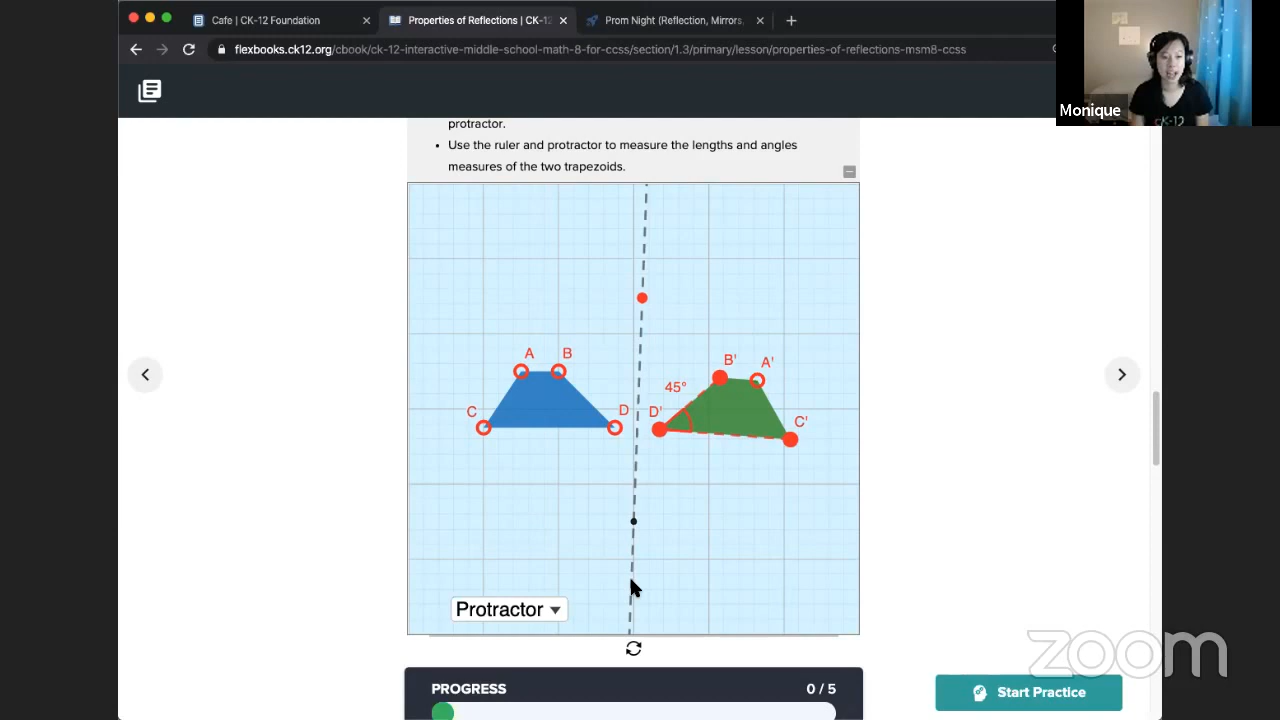 Cafe | CK-12 Foundation
Properties of Reflections | CK-12
Prom Night (Reflection, Mirrors,
flexbooks.ck12.org/cbook/ck-12-interactive-middle-school-math-8-for-ccss/section/1.3/primary/lesson/properties-of-reflections-msm8-ccss
Monique
CK-12
protractor.
• Use the ruler and protractor to measure the lengths and angles
measures of the two trapezoids.
A B
B' A'
45°
C D D' C'
Protractor
PROGRESS 0 / 5
Start Practice
zoom